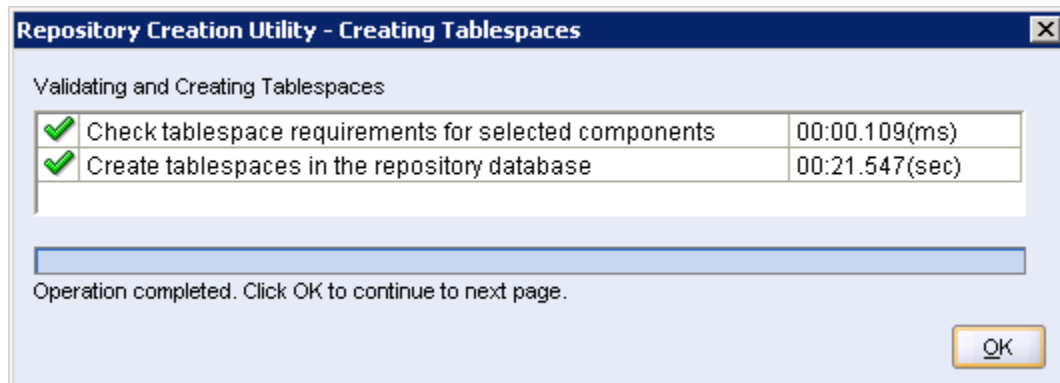 Repository Creation Utility - Creating Tablespaces
Validating and Creating Tablespaces
Check tablespace requirements for selected components 00:00.109(ms)
Create tablespaces in the repository database 00:21.547(sec)
Operation completed. Click OK to continue to next page.
OK